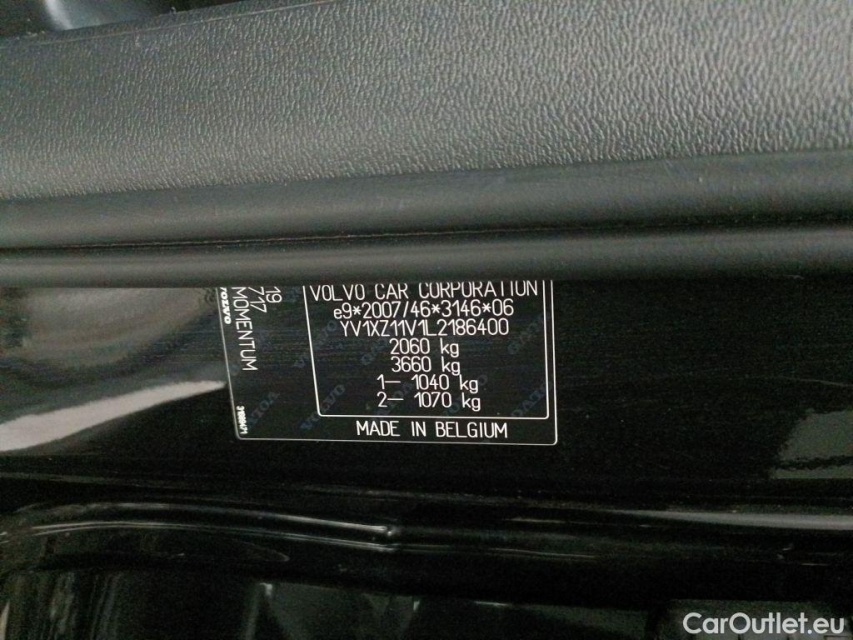 VOLVO CAR CORPORATION
e9*2007/46*3146*06
YV1XZ11V1L2186400
2060 kg
3660 kg
1– 1040 kg
2– 1070 kg
MADE IN BELGIUM
19
717
MOMENTUM
VOLVO
CarOutlet.eu